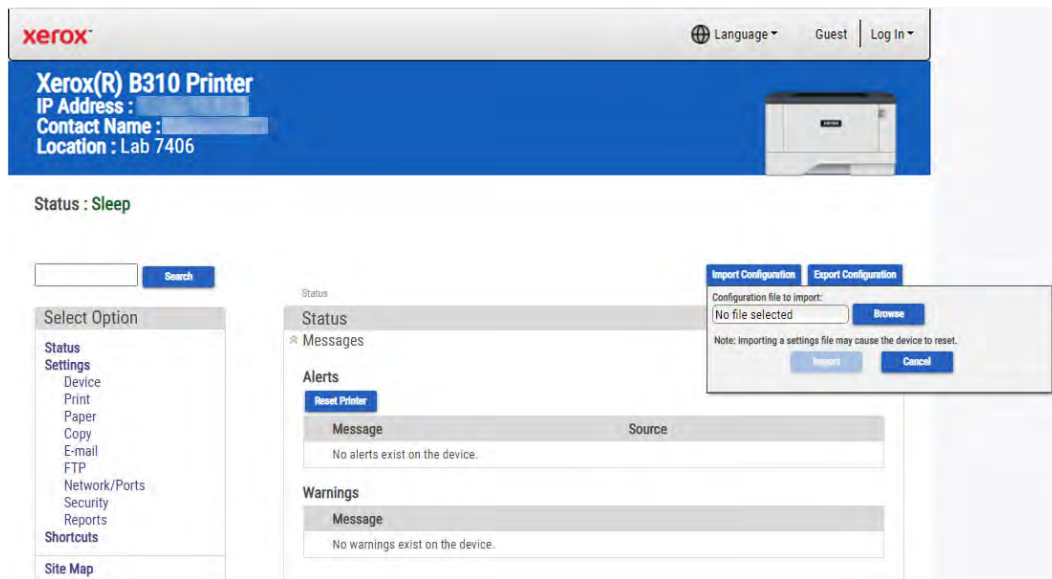 xerox™
Language Guest Log In
Xerox(R) B310 Printer
IP Address :
Contact Name :
Location : Lab 7406
xerox
Status : Sleep
Search
Import Configuration Export Configuration
Configuration file to import:
No file selected Browse
Note: Importing a settings file may cause the device to reset.
Import Cancel
Select Option
Status
Settings
Device
Print
Paper
Copy
E-mail
FTP
Network/Ports
Security
Reports
Shortcuts
Site Map
Status
Status
Messages
Alerts
Reset Printer
Message Source
No alerts exist on the device.
Warnings
Message
No warnings exist on the device.